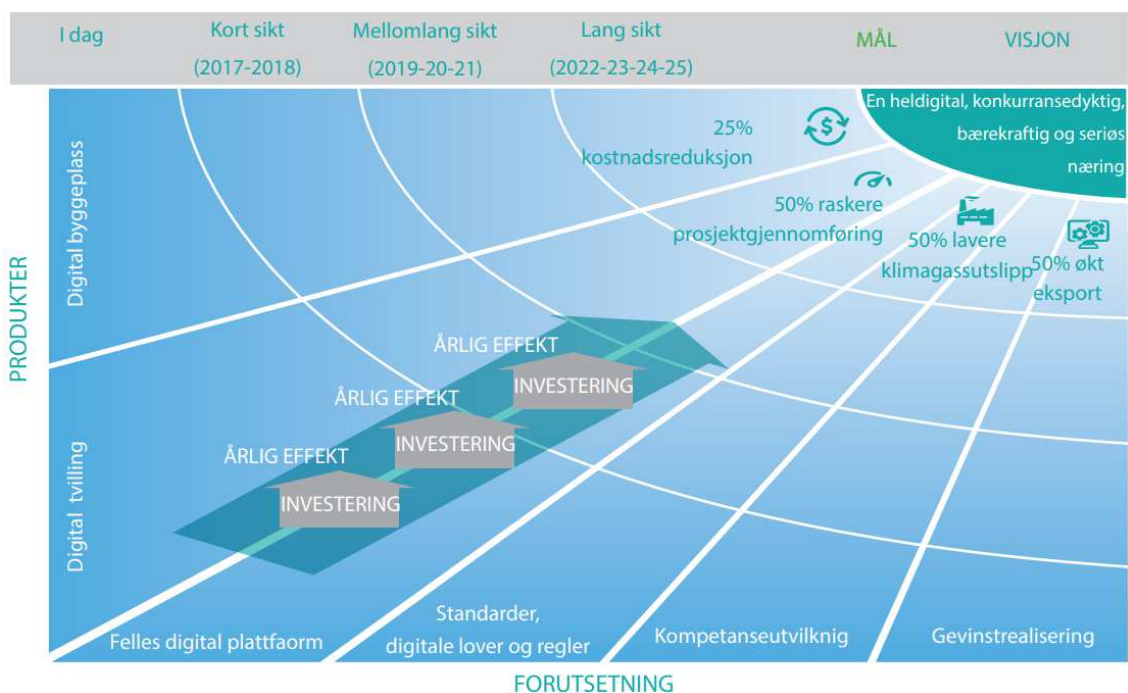 I dag
Kort sikt
(2017-2018)
Mellomlang sikt
(2019-20-21)
Lang sikt
(2022-23-24-25)
MÅL
VISJON
En heldigital, konkurransedyktig,
bærekraftig og seriøs
næring
25%
kostnadsreduksjon
50% raskere
prosjektgjennomføring
50% lavere
klimagassutslipp
50% økt
eksport
PRODUKTER
Digital byggeplass
Digital tvilling
ÅRLIG EFFEKT
INVESTERING
ÅRLIG EFFEKT
INVESTERING
ÅRLIG EFFEKT
INVESTERING
Felles digital plattfaorm
Standarder,
digitale lover og regler
Kompetanseutvilknig
Gevinstrealisering
FORUTSETNING